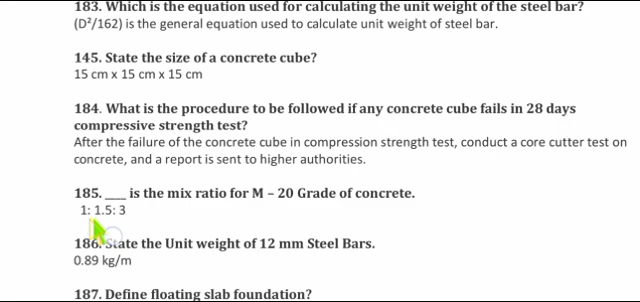 183. Which is the equation used for calculating the unit weight of the steel bar?
(D²/162) is the general equation used to calculate unit weight of steel bar.
145. State the size of a concrete cube?
15 cm x 15 cm x 15 cm
184. What is the procedure to be followed if any concrete cube fails in 28 days
compressive strength test?
After the failure of the concrete cube in compression strength test, conduct a core cutter test on
concrete, and a report is sent to higher authorities.
185. ____ is the mix ratio for M – 20 Grade of concrete.
1: 1.5: 3
186. State the Unit weight of 12 mm Steel Bars.
0.89 kg/m
187. Define floating slab foundation?